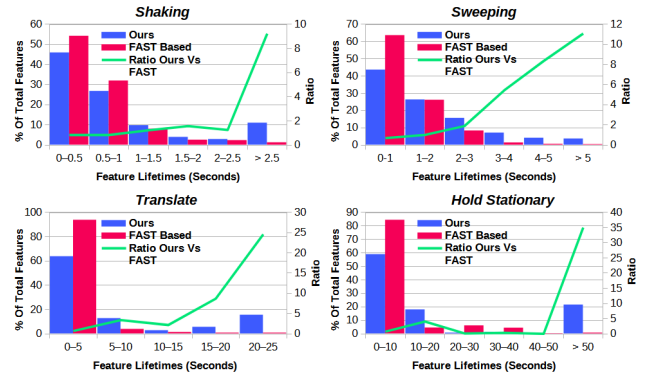 Shaking
60
50
40
30
20
10
0
% Of Total Features
Ours
FAST Based
Ratio Ours Vs
FAST
10
8
6
4
2
0
Ratio
0–0.5 0.5–1 1–1.5 1.5–2 2–2.5 > 2.5
Feature Lifetimes (Seconds)
Sweeping
70
60
50
40
30
20
10
0
% Of Total Features
Ours
FAST Based
Ratio Ours Vs
FAST
12
10
8
6
4
2
0
Ratio
0-1 1–2 2–3 3–4 4–5 > 5
Feature Lifetimes (Seconds)
Translate
100
80
60
40
20
0
% Of Total Features
Ours
FAST Based
Ratio Ours Vs
FAST
30
25
20
15
10
5
0
Ratio
0–5 5–10 10–15 15–20 20–25
Feature Lifetimes (Seconds)
Hold Stationary
90
80
70
60
50
40
30
20
10
0
% Of Total Features
Ours
FAST Based
Ratio Ours Vs
FAST
40
35
30
25
20
15
10
5
0
Ratio
0–10 10–20 20–30 30–40 40–50 > 50
Feature Lifetimes (Seconds)